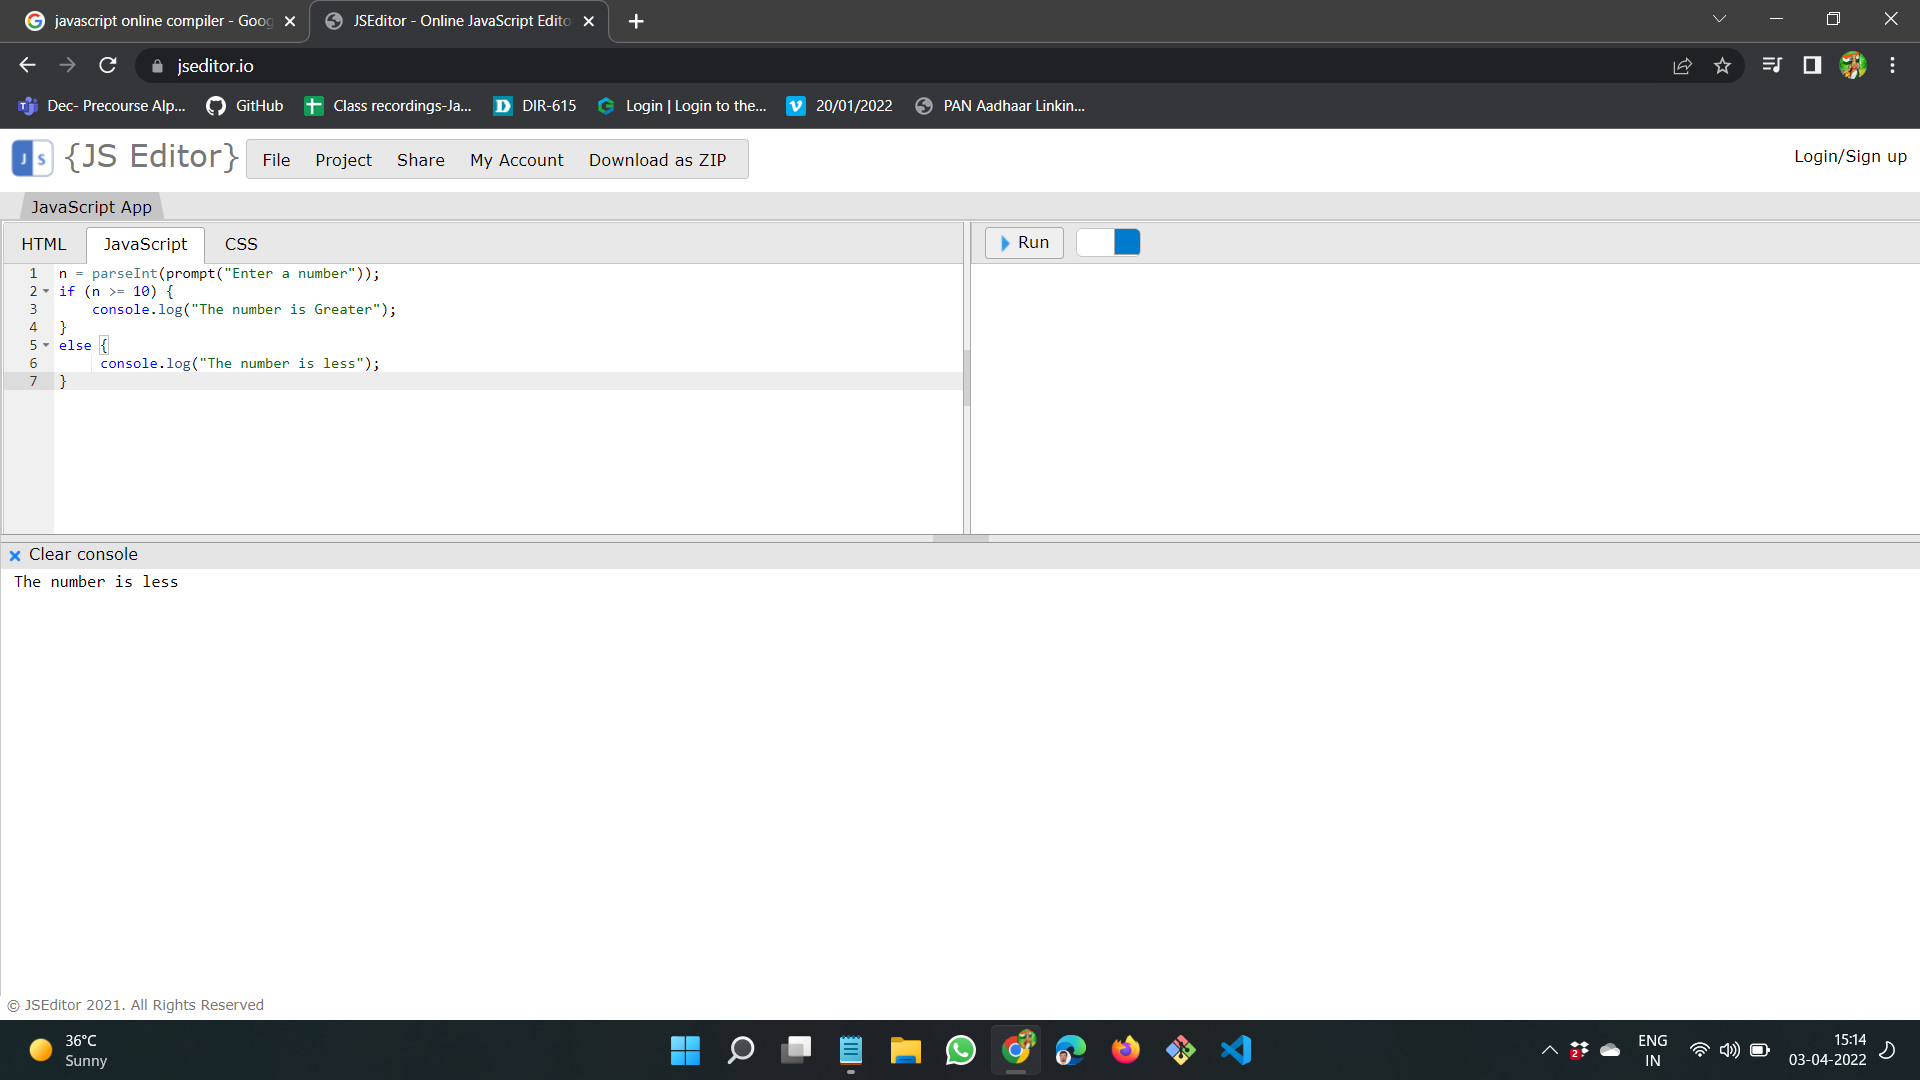 javascript online compiler - Goog
JSEditor - Online JavaScript Edito
jseditor.io
Dec- Precourse Alp...
GitHub
Class recordings-Ja...
DIR-615
Login | Login to the...
20/01/2022
PAN Aadhaar Linkin...
JS {JS Editor}
File Project Share My Account Download as ZIP
Login/Sign up
JavaScript App
HTML JavaScript CSS
Run
1 n = parseInt(prompt("Enter a number"));
2 if (n >= 10) {
3 console.log("The number is Greater");
4 }
5 else {
6 console.log("The number is less");
7 }
Clear console
The number is less
© JSEditor 2021. All Rights Reserved
36°C
Sunny
2
ENG
IN
15:14
03-04-2022